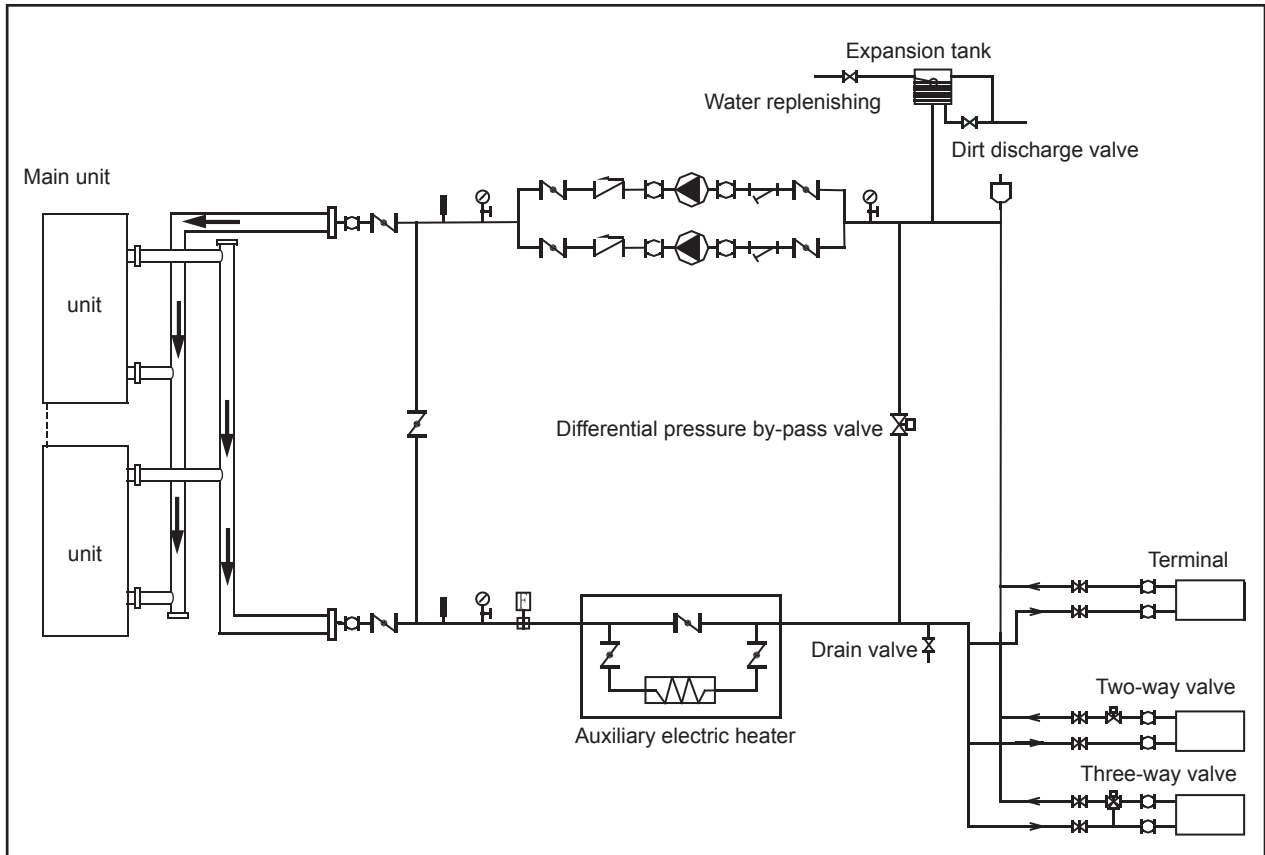 Expansion tank
Water replenishing
Dirt discharge valve
Main unit
unit
Differential pressure by-pass valve
unit
Terminal
Drain valve
Two-way valve
Auxiliary electric heater
Three-way valve
F